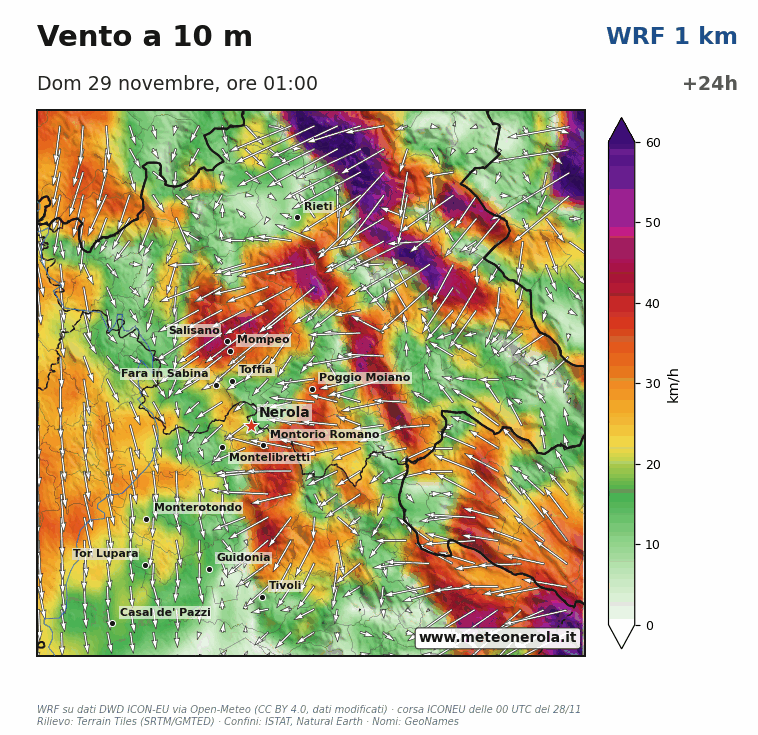 Vento a 10 m
WRF 1 km
Dom 29 novembre, ore 01:00
+24h
Rieti
Salisano
Mompeo
Fara in Sabina
Toffia
Poggio Moiano
Nerola
Montorio Romano
Montelibretti
Monterotondo
Tor Lupara
Guidonia
Tivoli
Casal de' Pazzi
www.meteonerola.it
60
50
40
30
20
10
0
km/h
WRF su dati DWD ICON-EU via Open-Meteo (CC BY 4.0, dati modificati) · corsa ICONEU delle 00 UTC del 28/11
Rilievo: Terrain Tiles (SRTM/GMTED) · Confini: ISTAT, Natural Earth · Nomi: GeoNames